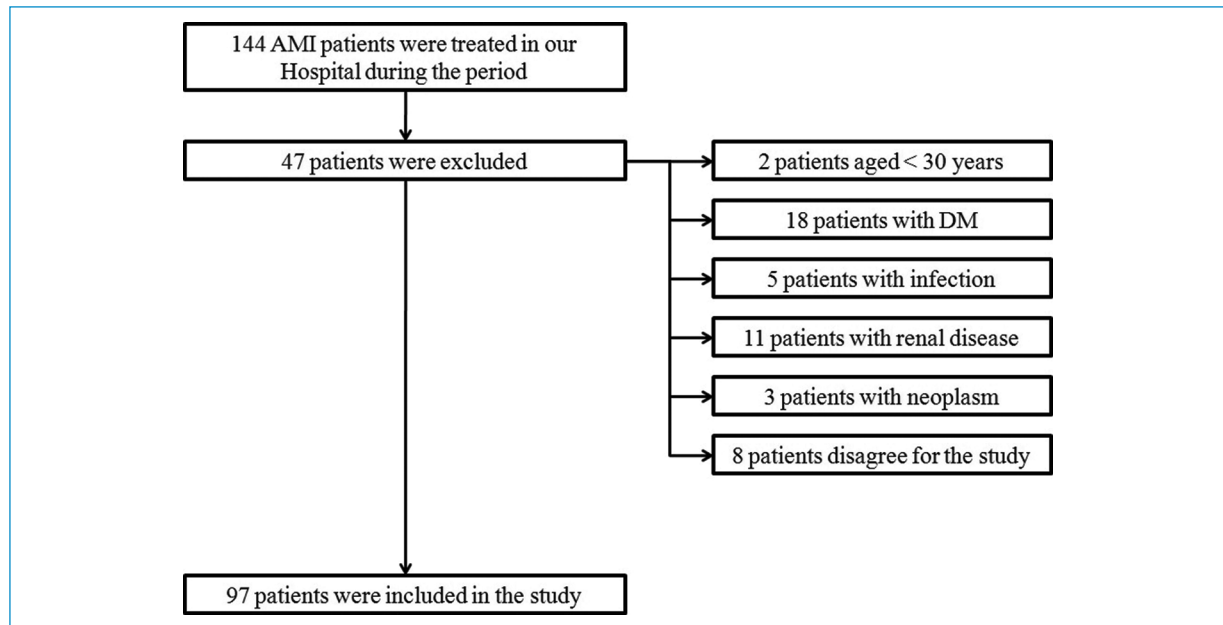 144 AMI patients were treated in our
Hospital during the period
47 patients were excluded
2 patients aged < 30 years
18 patients with DM
5 patients with infection
11 patients with renal disease
3 patients with neoplasm
8 patients disagree for the study
97 patients were included in the study